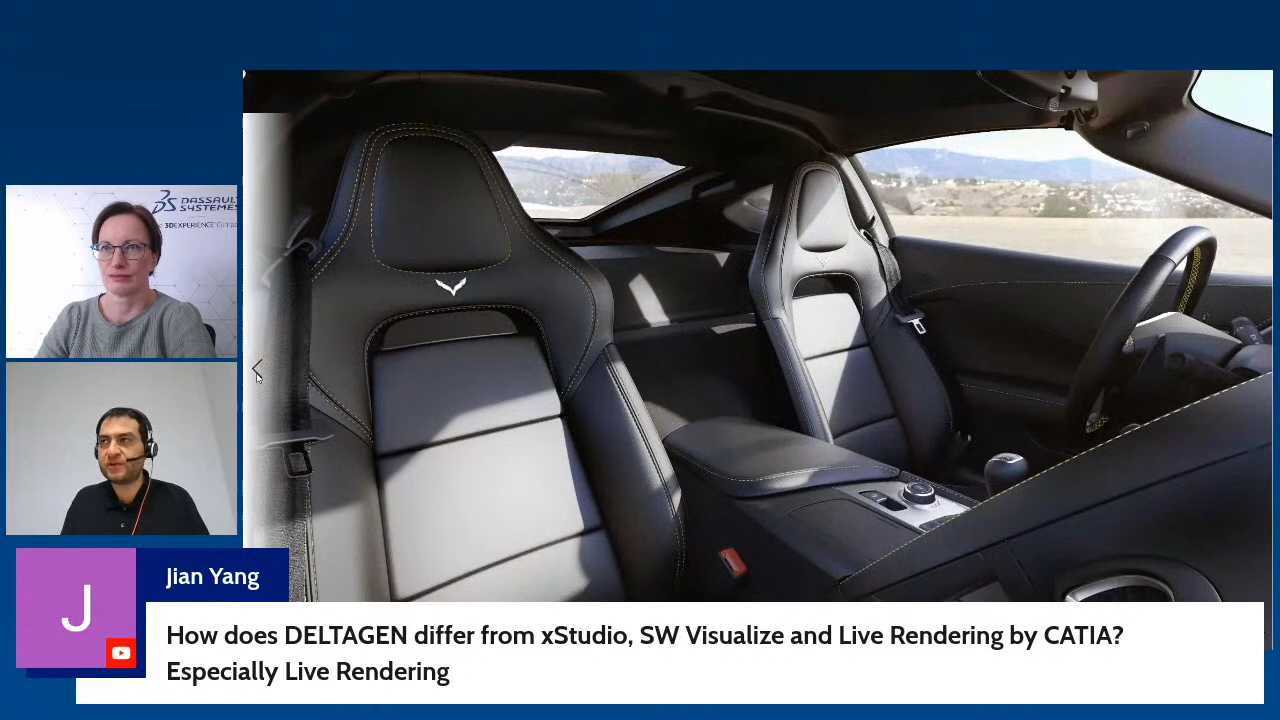 DASSAULT
SYSTEMES
3DEXPERIENCE Comp
J
Jian Yang
How does DELTAGEN differ from xStudio, SW Visualize and Live Rendering by CATIA?
Especially Live Rendering